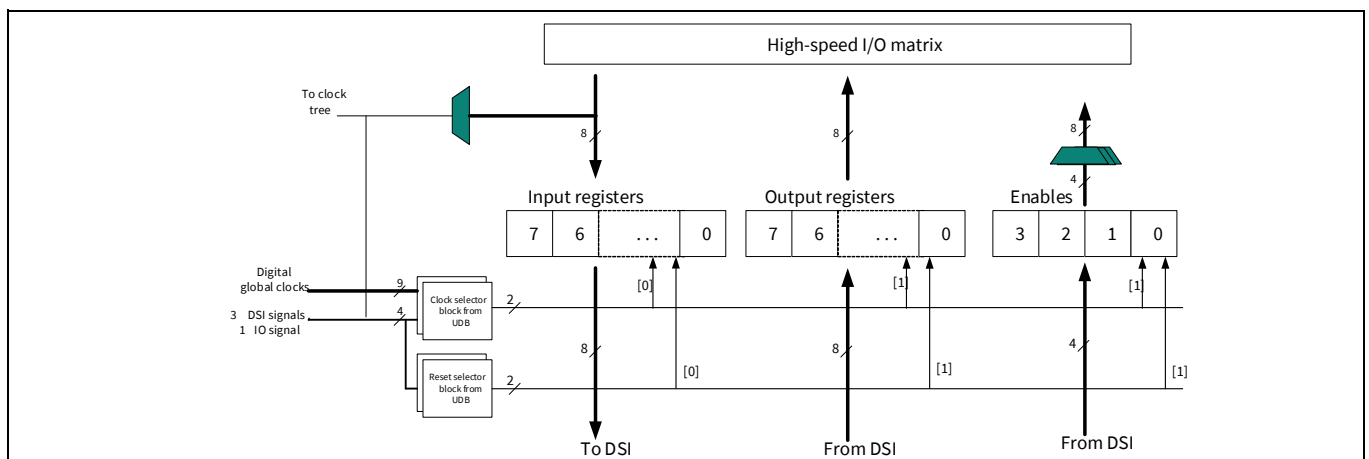 High-speed I/O matrix
To clock
tree
8
8
8
4
Input registers
Output registers
Enables
7 6 ... 0
7 6 ... 0
3 2 1 0
Digital
global clocks
9
[0]
[1]
[1]
Clock selector
block from
UDB
2
3 DSI signals
1 IO signal
4
8
8
4
Reset selector
block from
UDB
2
[0]
[1]
[1]
To DSI
From DSI
From DSI